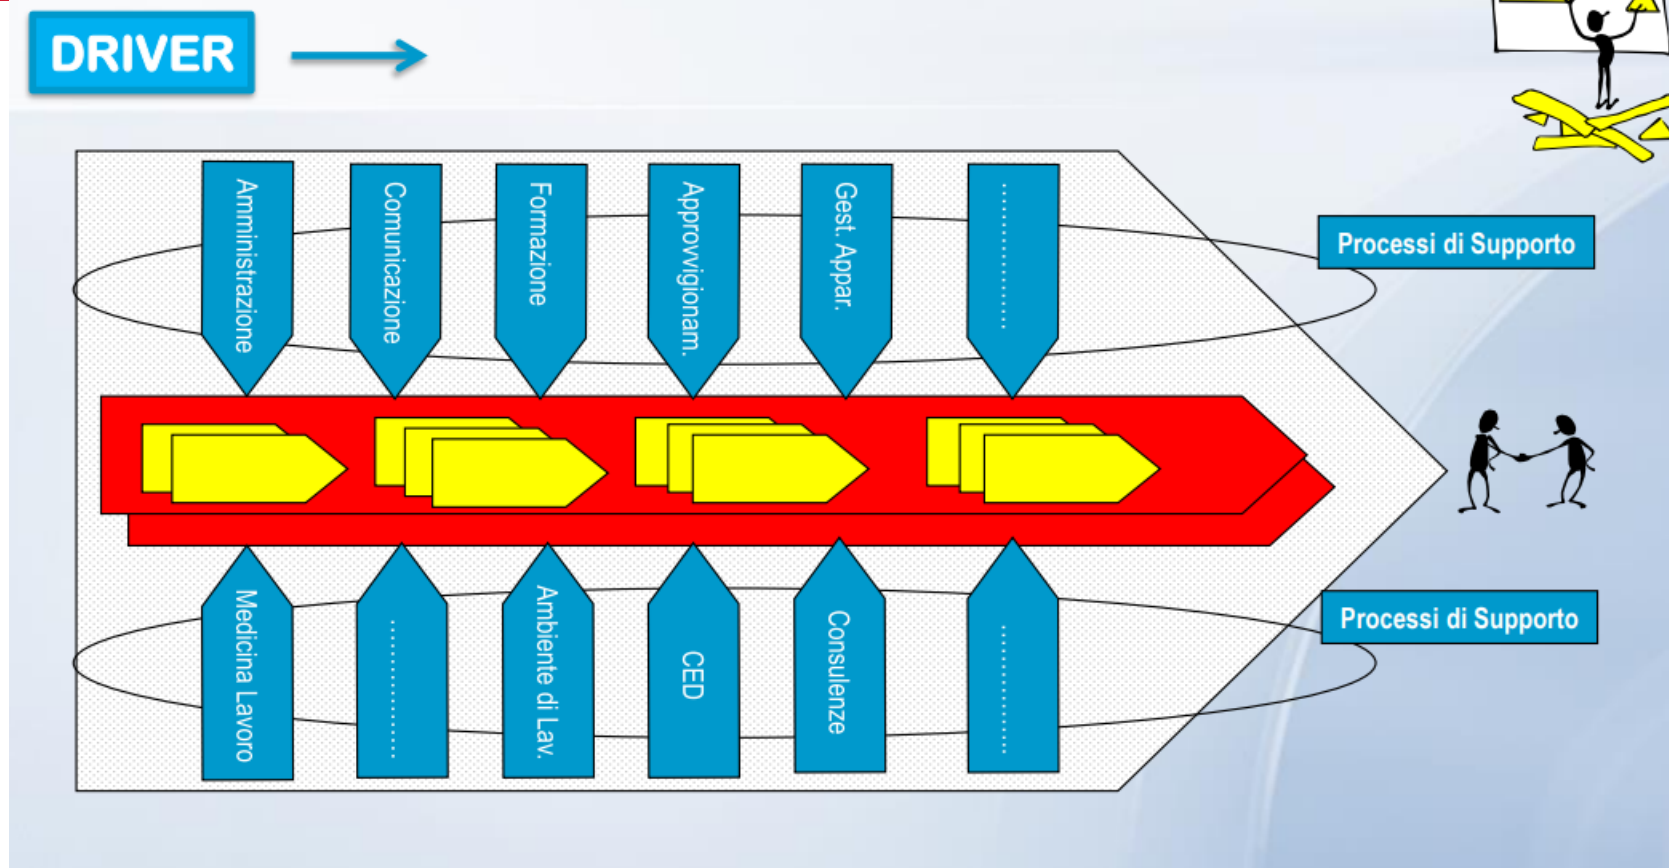 DRIVER
Amministrazione
Comunicazione
Formazione
Approvvigionam.
Gest. Appar.
.................
Processi di Supporto
Medicina Lavoro
.................
Ambiente di Lav.
CED
Consulenze
.................
Processi di Supporto